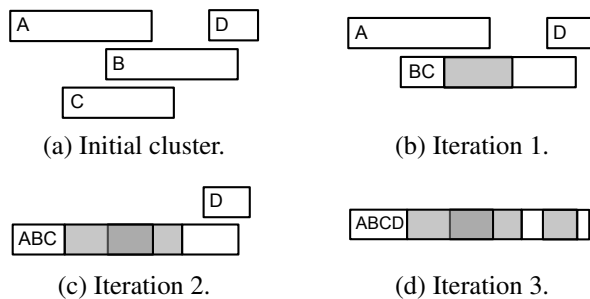 A
D
B
C
(a) Initial cluster.
A
D
BC
(b) Iteration 1.
D
ABC
(c) Iteration 2.
ABCD
(d) Iteration 3.